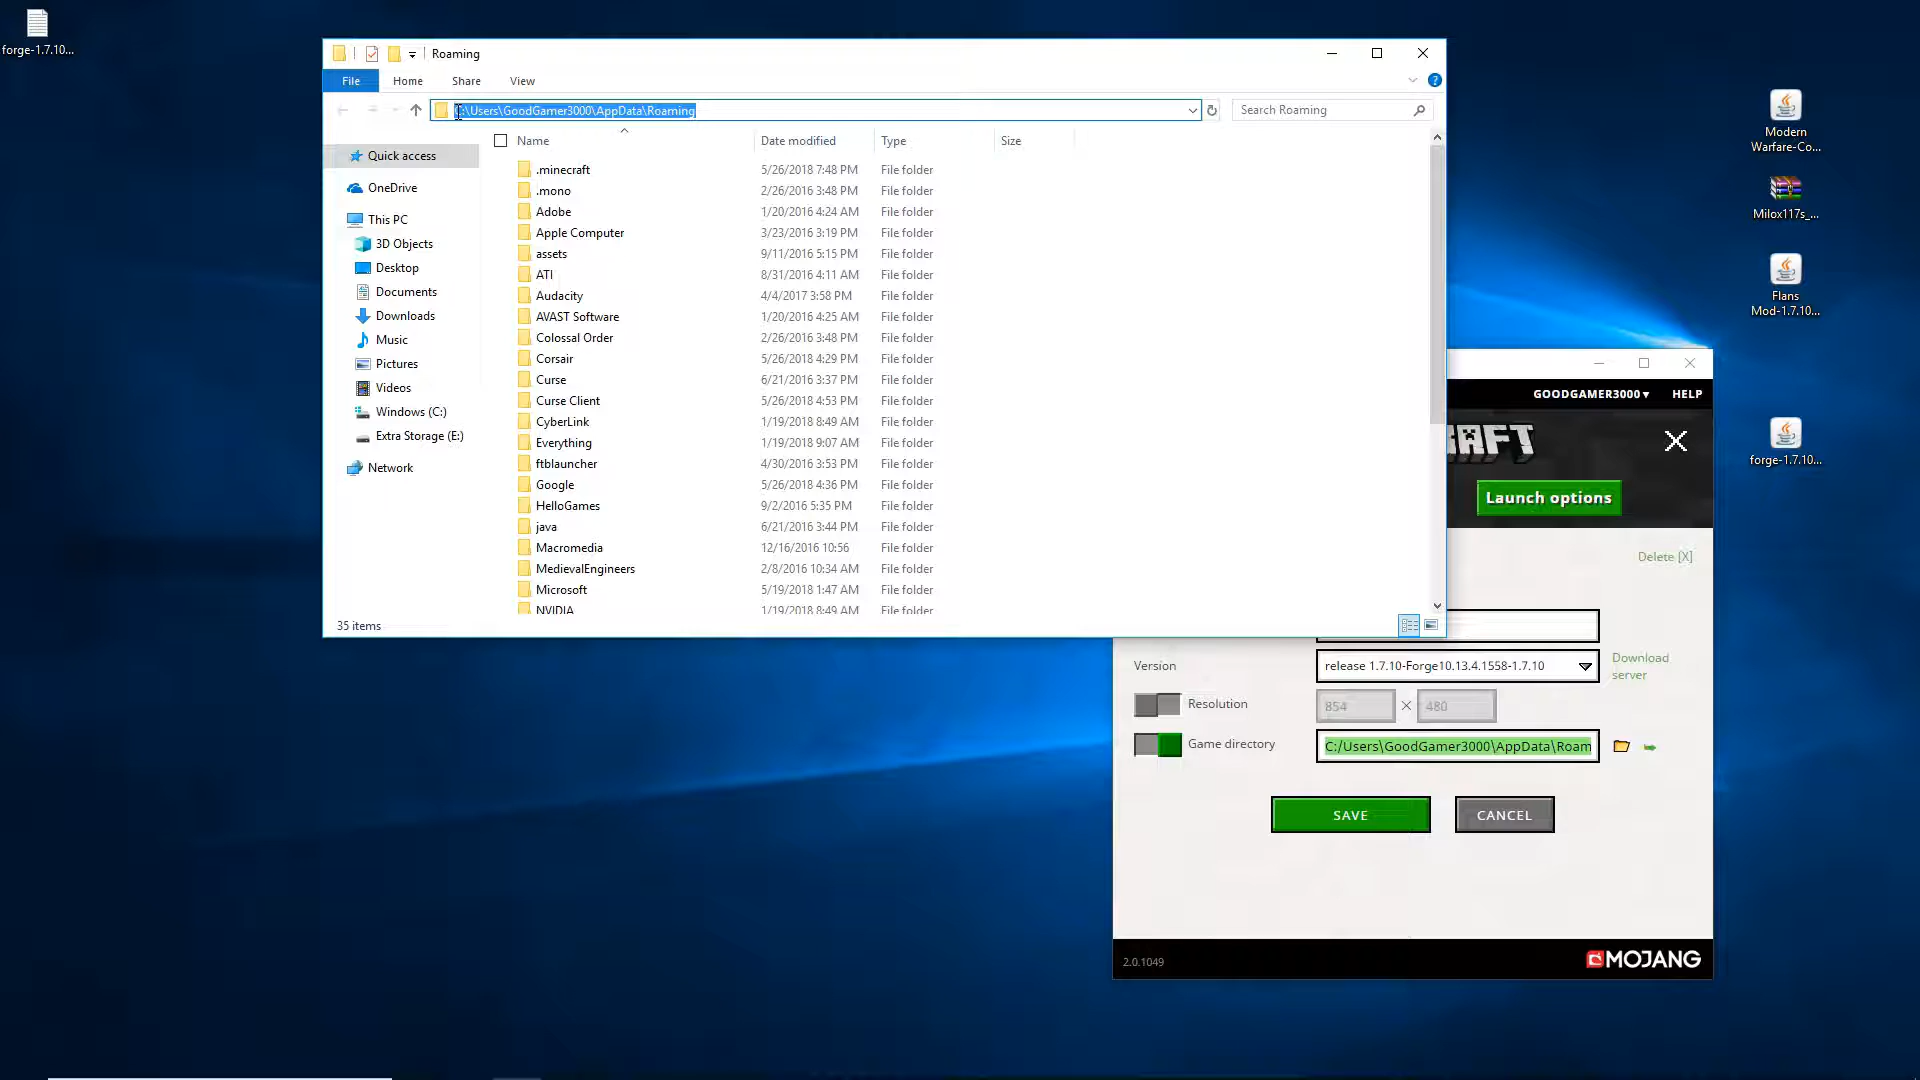 forge-1.7.10...
Roaming
File
Home
Share
View
C:\Users\GoodGamer3000\AppData\Roaming
Search Roaming
Name
Date modified
Type
Size
Quick access
OneDrive
This PC
3D Objects
Desktop
Documents
Downloads
Music
Pictures
Videos
Windows (C:)
Extra Storage (E:)
Network
.minecraft 5/26/2018 7:48 PM File folder
.mono 2/26/2016 3:48 PM File folder
Adobe 1/20/2016 4:24 AM File folder
Apple Computer 3/23/2016 3:19 PM File folder
assets 9/11/2016 5:15 PM File folder
ATI 8/31/2016 4:11 AM File folder
Audacity 4/4/2017 3:58 PM File folder
AVAST Software 1/20/2016 4:25 AM File folder
Colossal Order 2/26/2016 3:48 PM File folder
Corsair 5/26/2018 4:29 PM File folder
Curse 6/21/2016 3:37 PM File folder
Curse Client 5/26/2018 4:53 PM File folder
CyberLink 1/19/2018 8:49 AM File folder
Everything 1/19/2018 9:07 AM File folder
ftblauncher 4/30/2016 3:53 PM File folder
Google 5/26/2018 4:36 PM File folder
HelloGames 9/2/2016 5:35 PM File folder
java 6/21/2016 3:44 PM File folder
Macromedia 12/16/2016 10:56 File folder
MedievalEngineers 2/8/2016 10:34 AM File folder
Microsoft 5/19/2018 1:47 AM File folder
NVIDIA 1/19/2018 8:49 AM File folder
35 items
Modern
Warfare-Co...
Milox117s_...
Flans
Mod-1.7.10...
forge-1.7.10...
GOODGAMER3000
HELP
RAFT
Launch options
Delete [X]
Version
release 1.7.10-Forge10.13.4.1558-1.7.10
Download
server
Resolution
854 × 480
Game directory
C:/Users\GoodGamer3000\AppData\Roam
SAVE
CANCEL
2.0.1049
MOJANG